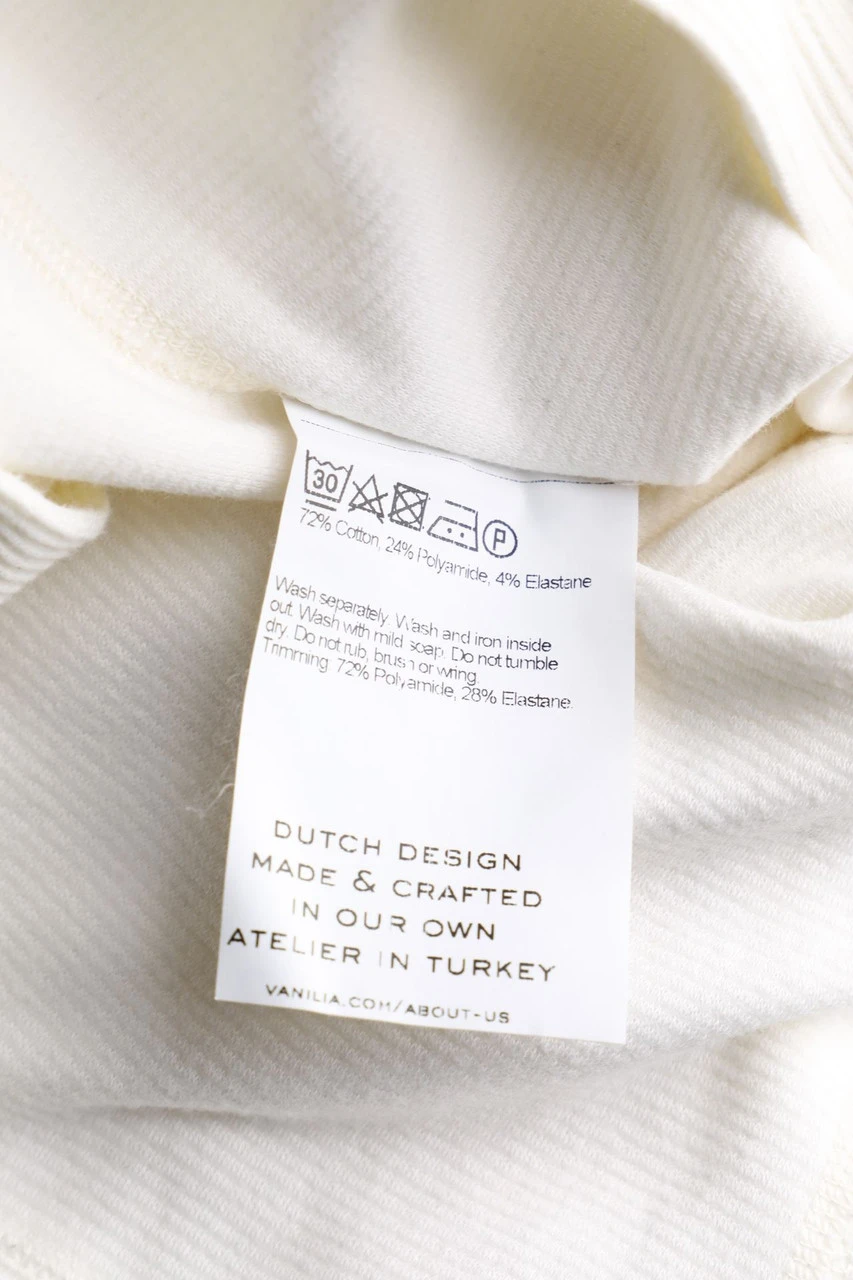 30
P
72% Cotton, 24% Polyamide, 4% Elastane
Wash separately. Wash and iron inside
out. Wash with mild soap. Do not tumble
dry. Do not rub, brush or wring.
Trimming: 72% Polyamide, 28% Elastane.
DUTCH DESIGN
MADE & CRAFTED
IN OUR OWN
ATELIER IN TURKEY
VANILIA.COM/ABOUT-US